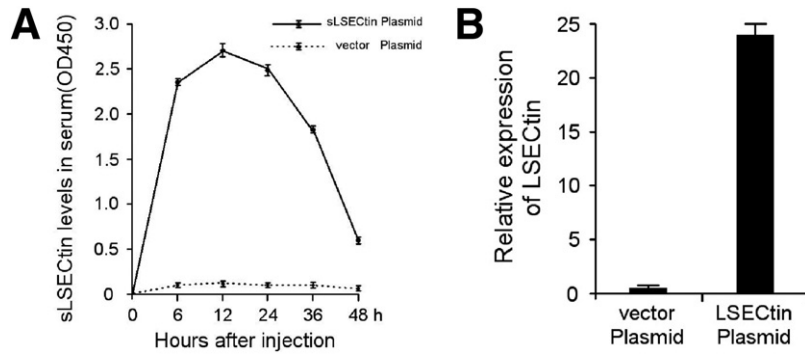 A
sLSECtin levels in serum(OD450)
3.0
2.5
2.0
1.5
1.0
0.5
0
sLSECtin Plasmid
vector Plasmid
0 6 12 24 36 48 h
Hours after injection
B
Relative expression
of LSECtin
25
20
15
10
5
0
vector
Plasmid
LSECtin
Plasmid